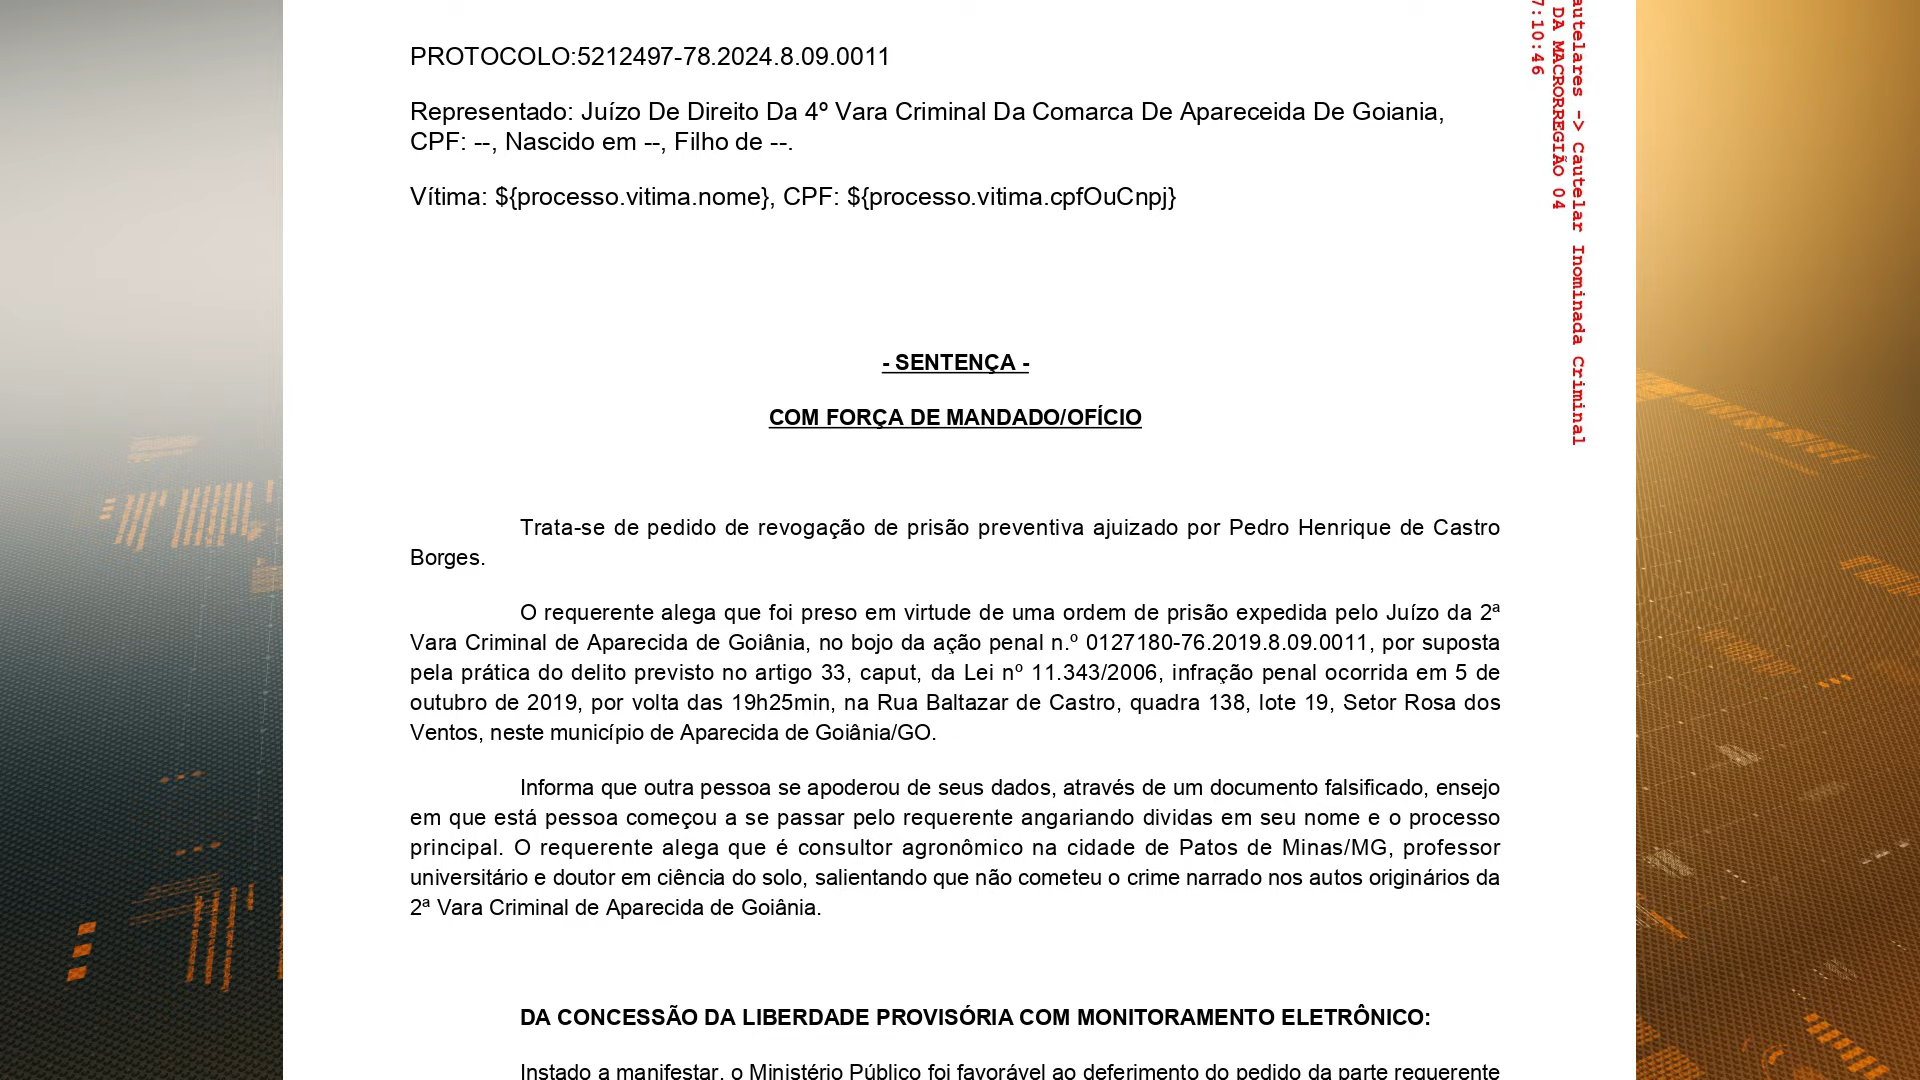 PROTOCOLO:5212497-78.2024.8.09.0011
Representado: Juízo De Direito Da 4º Vara Criminal Da Comarca De Apareceida De Goiania,
CPF: --, Nascido em --, Filho de --.
Vítima: ${processo.vitima.nome}, CPF: ${processo.vitima.cpfOuCnpj}
- SENTENÇA -
COM FORÇA DE MANDADO/OFÍCIO
Trata-se de pedido de revogação de prisão preventiva ajuizado por Pedro Henrique de Castro
Borges.
O requerente alega que foi preso em virtude de uma ordem de prisão expedida pelo Juízo da 2ª
Vara Criminal de Aparecida de Goiânia, no bojo da ação penal n.º 0127180-76.2019.8.09.0011, por suposta
pela prática do delito previsto no artigo 33, caput, da Lei nº 11.343/2006, infração penal ocorrida em 5 de
outubro de 2019, por volta das 19h25min, na Rua Baltazar de Castro, quadra 138, lote 19, Setor Rosa dos
Ventos, neste município de Aparecida de Goiânia/GO.
Informa que outra pessoa se apoderou de seus dados, através de um documento falsificado, ensejo
em que está pessoa começou a se passar pelo requerente angariando dividas em seu nome e o processo
principal. O requerente alega que é consultor agronômico na cidade de Patos de Minas/MG, professor
universitário e doutor em ciência do solo, salientando que não cometeu o crime narrado nos autos originários da
2ª Vara Criminal de Aparecida de Goiânia.
DA CONCESSÃO DA LIBERDADE PROVISÓRIA COM MONITORAMENTO ELETRÔNICO:
Instado a manifestar, o Ministério Público foi favorável ao deferimento do pedido da parte requerente
autelares -> Cautelar Inominada Criminal
DA MACRORREGIÃO 04
7:10:46